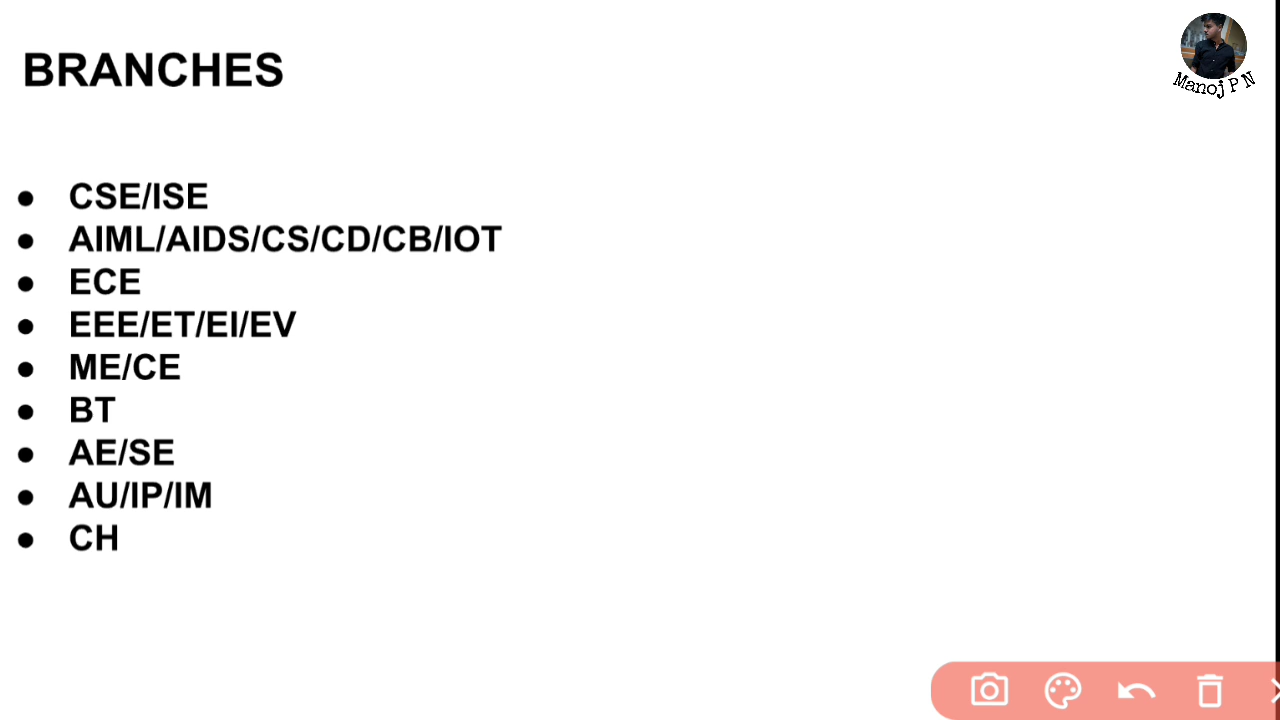 BRANCHES
Manoj P N
● CSE/ISE
● AIML/AIDS/CS/CD/CB/IOT
● ECE
● EEE/ET/EI/EV
● ME/CE
● BT
● AE/SE
● AU/IP/IM
● CH